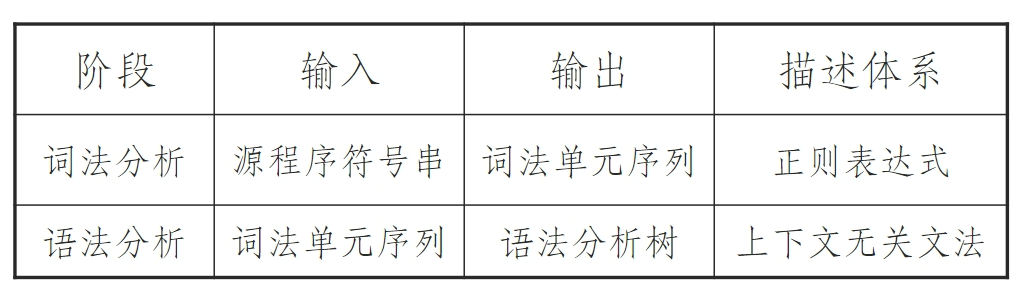 阶段 输入 输出 描述体系
词法分析 源程序符号串 词法单元序列 正则表达式
语法分析 词法单元序列 语法分析树 上下文无关文法